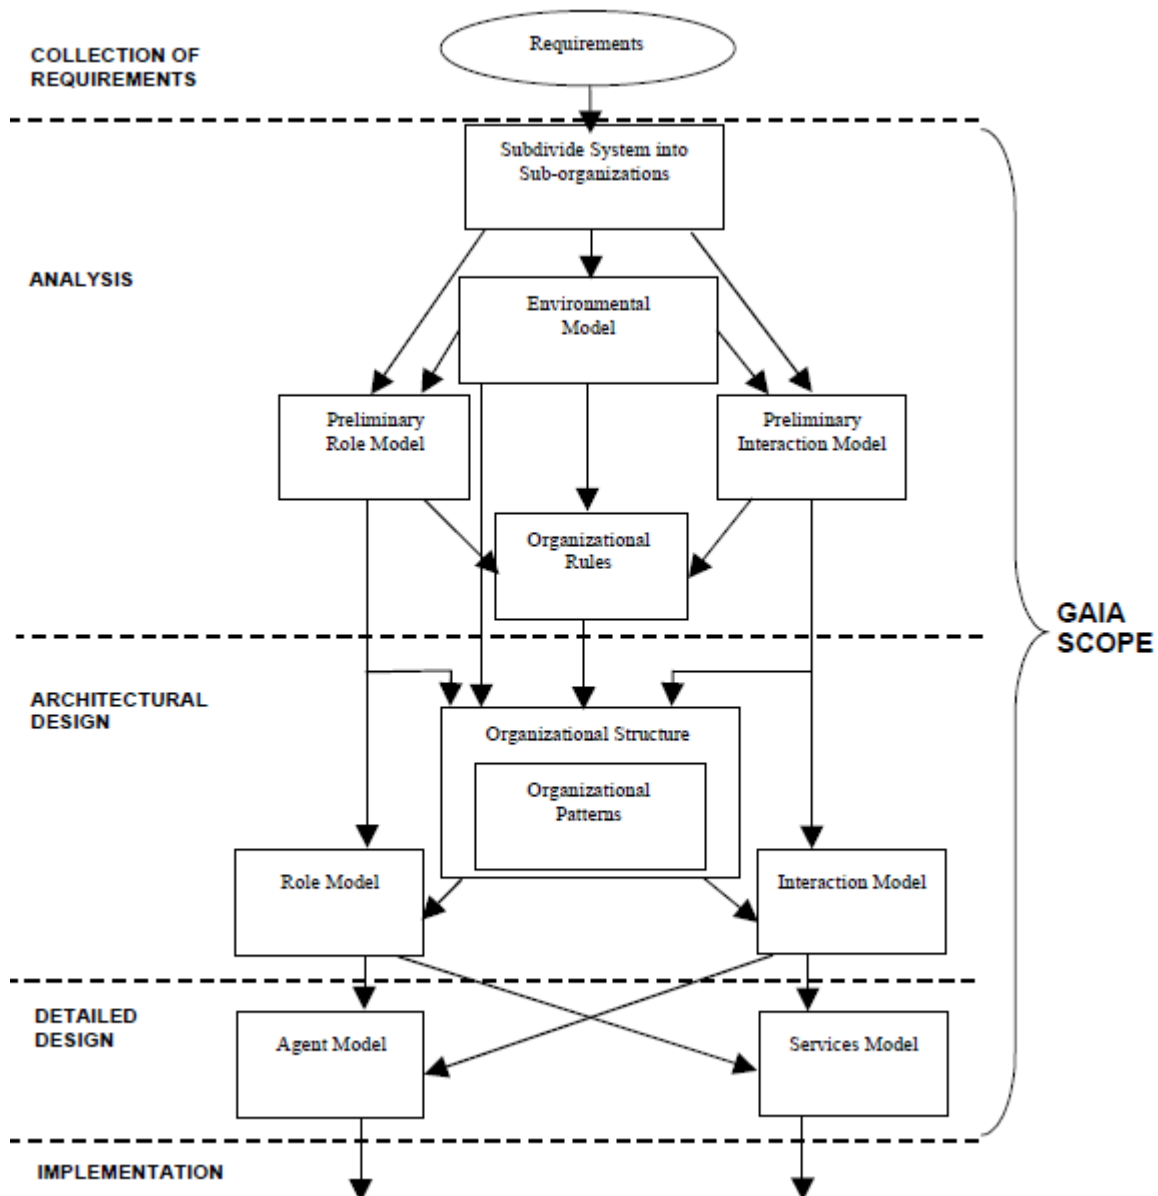 COLLECTION OF
REQUIREMENTS
Requirements
Subdivide System into
Sub-organizations
ANALYSIS
Environmental
Model
Preliminary
Role Model
Preliminary
Interaction Model
Organizational
Rules
GAIA
SCOPE
ARCHITECTURAL
DESIGN
Organizational Structure
Organizational
Patterns
Role Model
Interaction Model
DETAILED
DESIGN
Agent Model
Services Model
IMPLEMENTATION